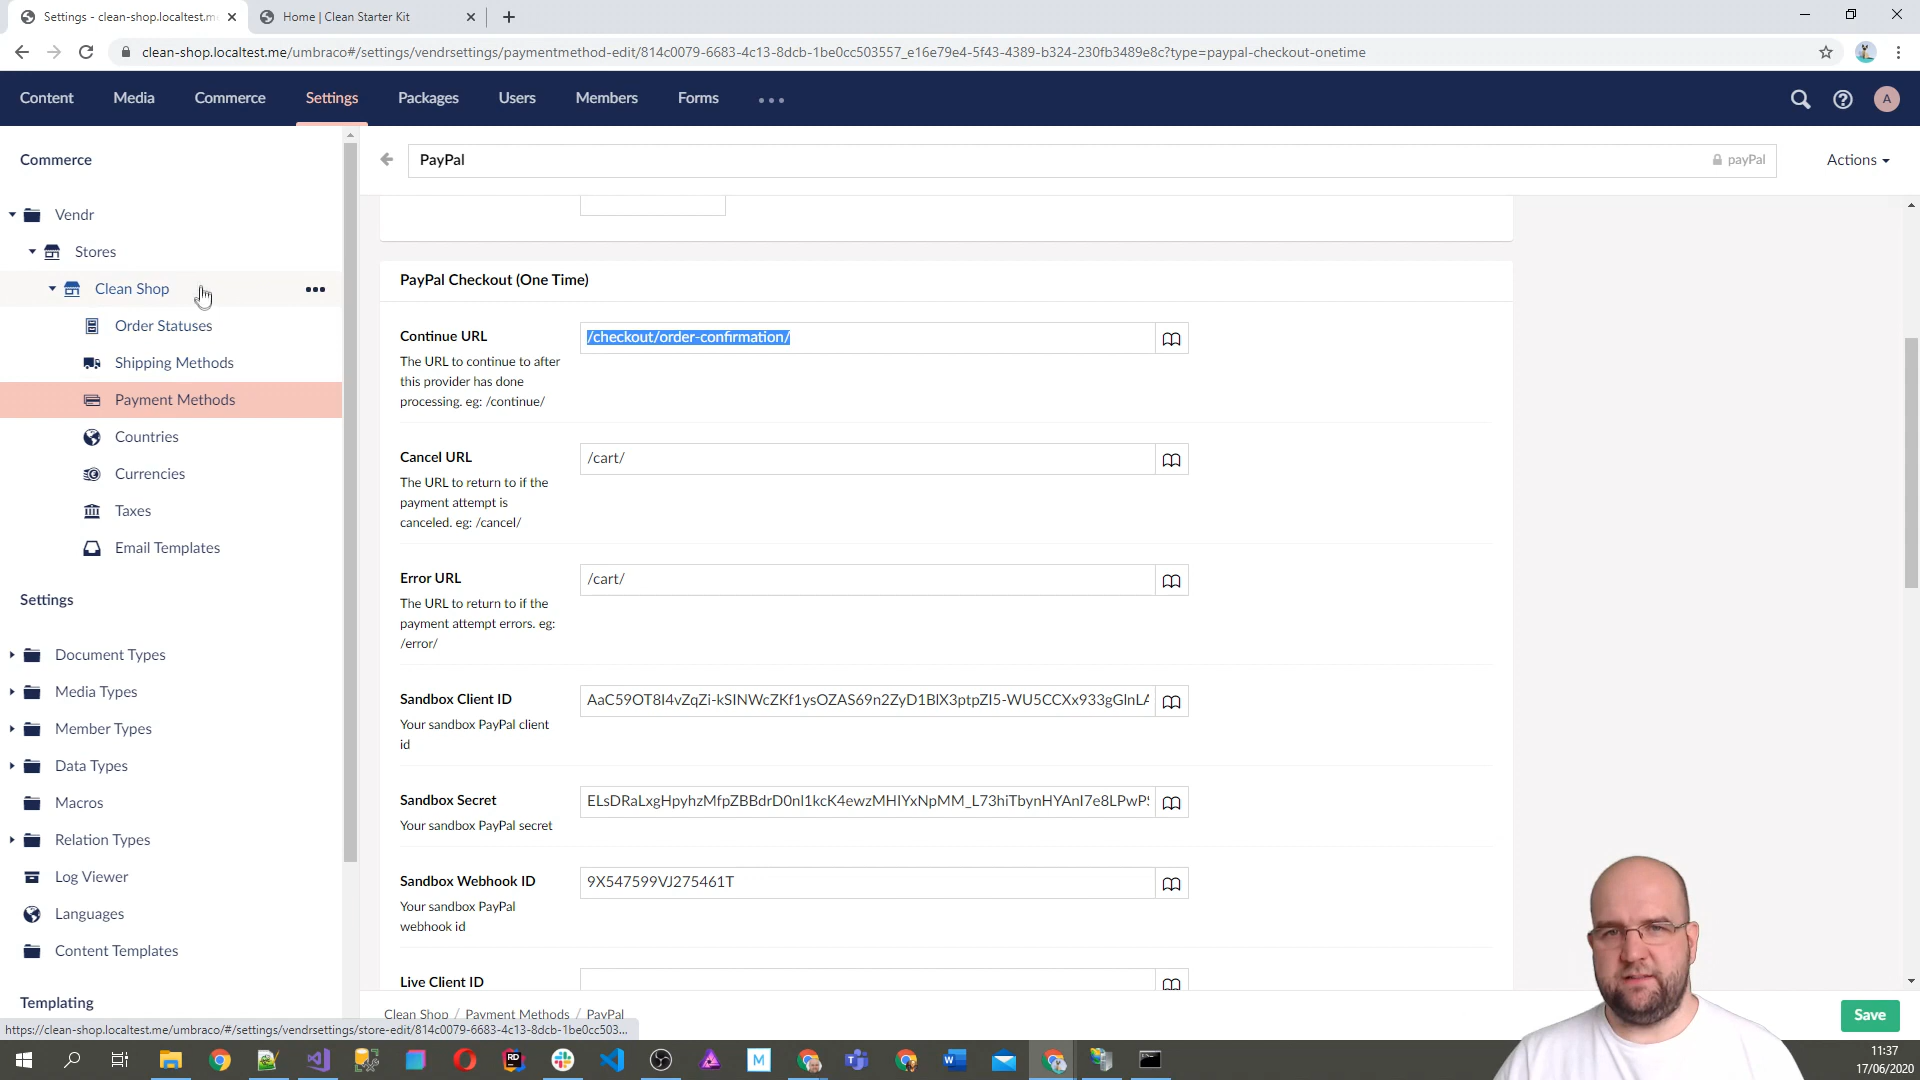 Settings - clean-shop.localtest.m
Home | Clean Starter Kit
clean-shop.localtest.me/umbraco#/settings/vendrsettings/paymentmethod-edit/814c0079-6683-4c13-8dcb-1be0cc503557_e16e79e4-5f43-4389-b324-230fb3489e8c?type=paypal-checkout-onetime
Content
Media
Commerce
Settings
Packages
Users
Members
Forms
A
Commerce
Vendr
Stores
Clean Shop
Order Statuses
Shipping Methods
Payment Methods
Countries
Currencies
Taxes
Email Templates
Settings
Document Types
Media Types
Member Types
Data Types
Macros
Relation Types
Log Viewer
Languages
Content Templates
Templating
PayPal
payPal
Actions
PayPal Checkout (One Time)
Continue URL
The URL to continue to after
this provider has done
processing. eg: /continue/
/checkout/order-confirmation/
Cancel URL
The URL to return to if the
payment attempt is
canceled. eg: /cancel/
/cart/
Error URL
The URL to return to if the
payment attempt errors. eg:
/error/
/cart/
Sandbox Client ID
Your sandbox PayPal client
id
AaC59OT8I4vZqZi-kSINWcZKf1ysOZAS69n2ZyD1BlX3ptpZI5-WU5CCXx933gGlnLA
Sandbox Secret
Your sandbox PayPal secret
ELsDRaLxgHpyhzMfpZBBdrD0nl1kcK4ewzMHIYxNpMM_L73hiTbynHYAnI7e8LPwPS
Sandbox Webhook ID
Your sandbox PayPal
webhook id
9X547599VJ275461T
Live Client ID
Clean Shop / Payment Methods / PayPal
Save
https://clean-shop.localtest.me/umbraco/#/settings/vendrsettings/store-edit/814c0079-6683-4c13-8dcb-1be0cc503...
RD
M
W
11:37
17/06/2020